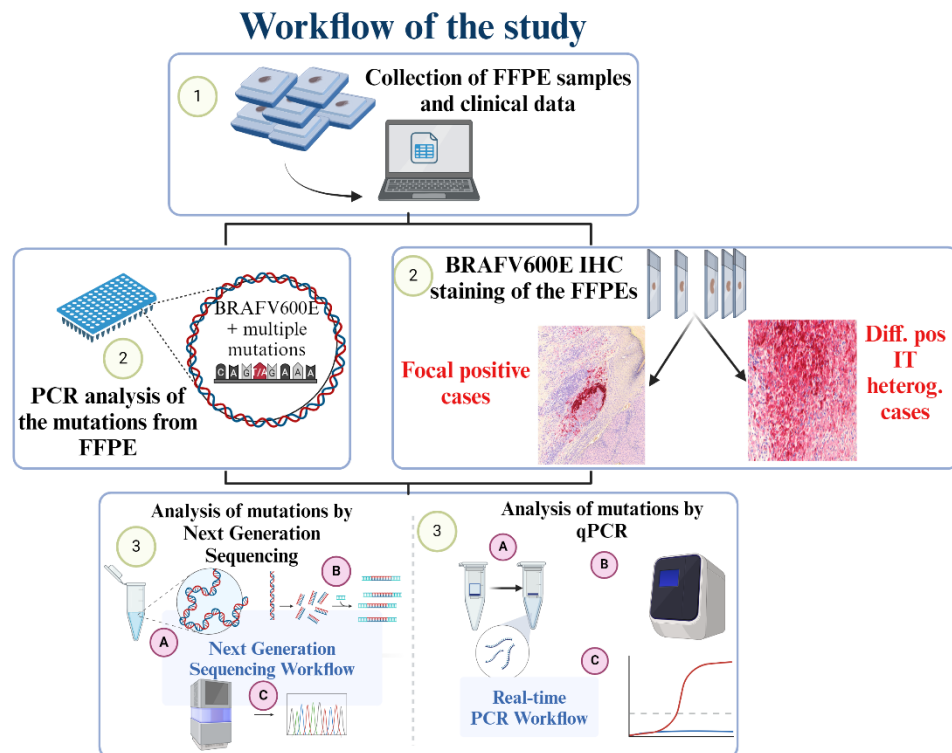 Workflow of the study
1
Collection of FFPE samples
and clinical data
BRAFV600E
+ multiple
mutations
C A G T/A G A A A
2
PCR analysis of
the mutations from
FFPE
2
BRAFV600E IHC
staining of the FFPEs
Focal positive
cases
Diff. pos
IT
heterog.
cases
3
Analysis of mutations by
Next Generation
Sequencing
A
B
Next Generation
Sequencing Workflow
C
3
Analysis of mutations by
qPCR
A
B
C
Real-time
PCR Workflow